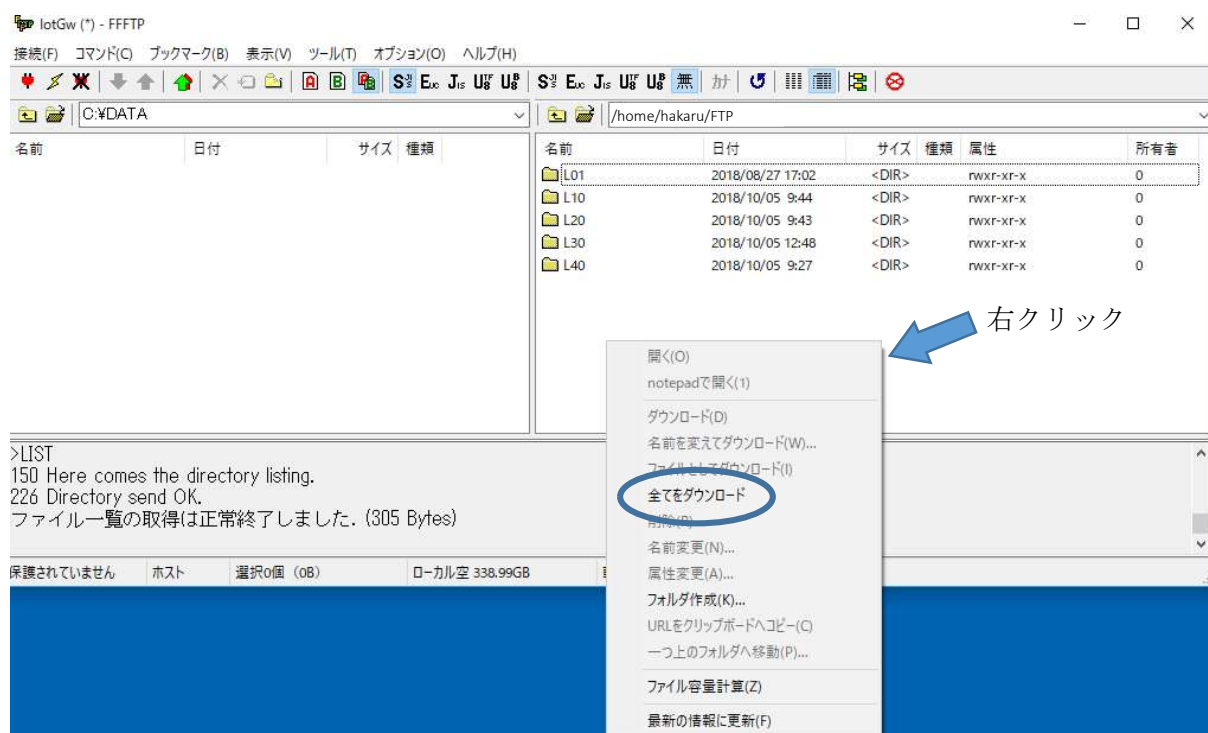 IotGw (*) - FFFTP
接続(F) コマンド(C) ブックマーク(B) 表示(V) ツール(T) オプション(O) ヘルプ(H)
C:¥DATA
/home/hakaru/FTP
名前 日付 サイズ 種類
名前 日付 サイズ 種類 属性 所有者
L01 2018/08/27 17:02 <DIR> rwxr-xr-x 0
L10 2018/10/05 9:44 <DIR> rwxr-xr-x 0
L20 2018/10/05 9:43 <DIR> rwxr-xr-x 0
L30 2018/10/05 12:48 <DIR> rwxr-xr-x 0
L40 2018/10/05 9:27 <DIR> rwxr-xr-x 0
右クリック
開く(O)
notepadで開く(1)
ダウンロード(D)
名前を変えてダウンロード(W)...
ファイルとしてダウンロード(I)
全てをダウンロード
削除(R)
名前変更(N)...
属性変更(A)...
フォルダ作成(K)...
URLをクリップボードへコピー(C)
一つ上のフォルダへ移動(P)...
ファイル容量計算(Z)
最新の情報に更新(F)
>LIST
150 Here comes the directory listing.
226 Directory send OK.
ファイル一覧の取得は正常終了しました. (305 Bytes)
保護されていません ホスト 選択0個 (0B) ローカル空 338.99GB